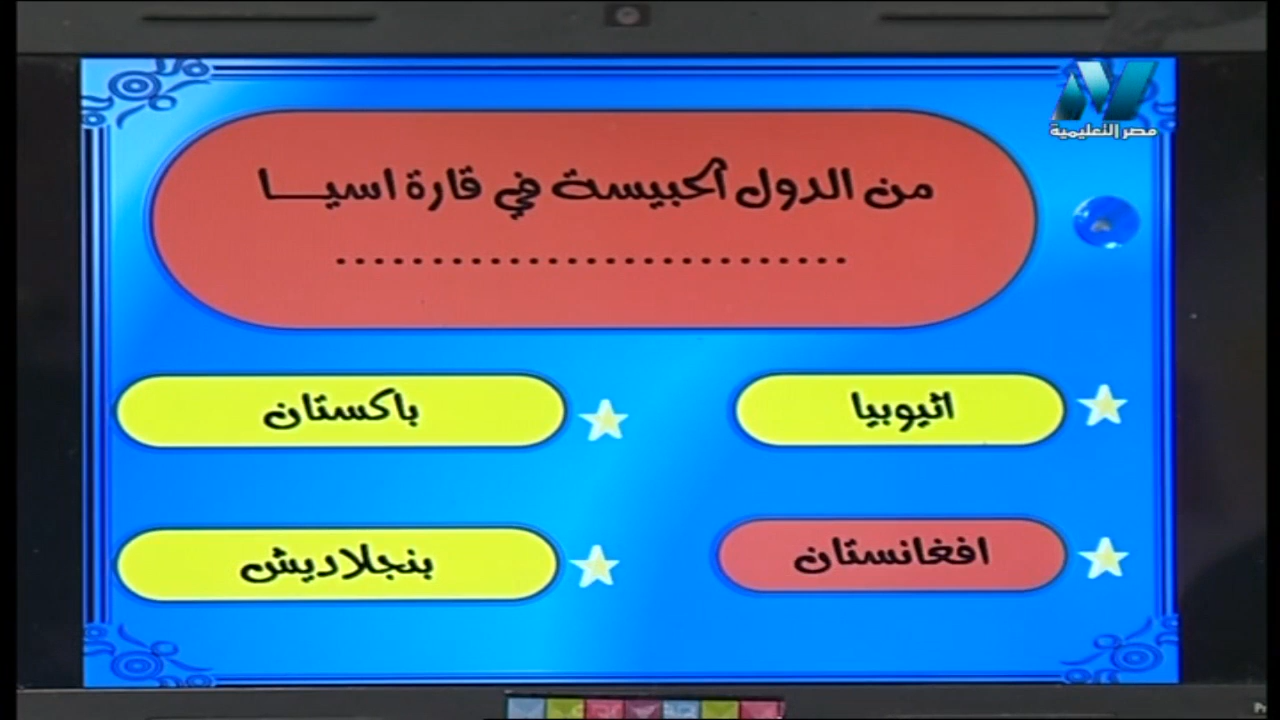 مصر التعليمية
من الدول الحبيسة في قارة اسيـــا
...........................
اثيوبيا
باكستان
افغانستان
بنجلاديش